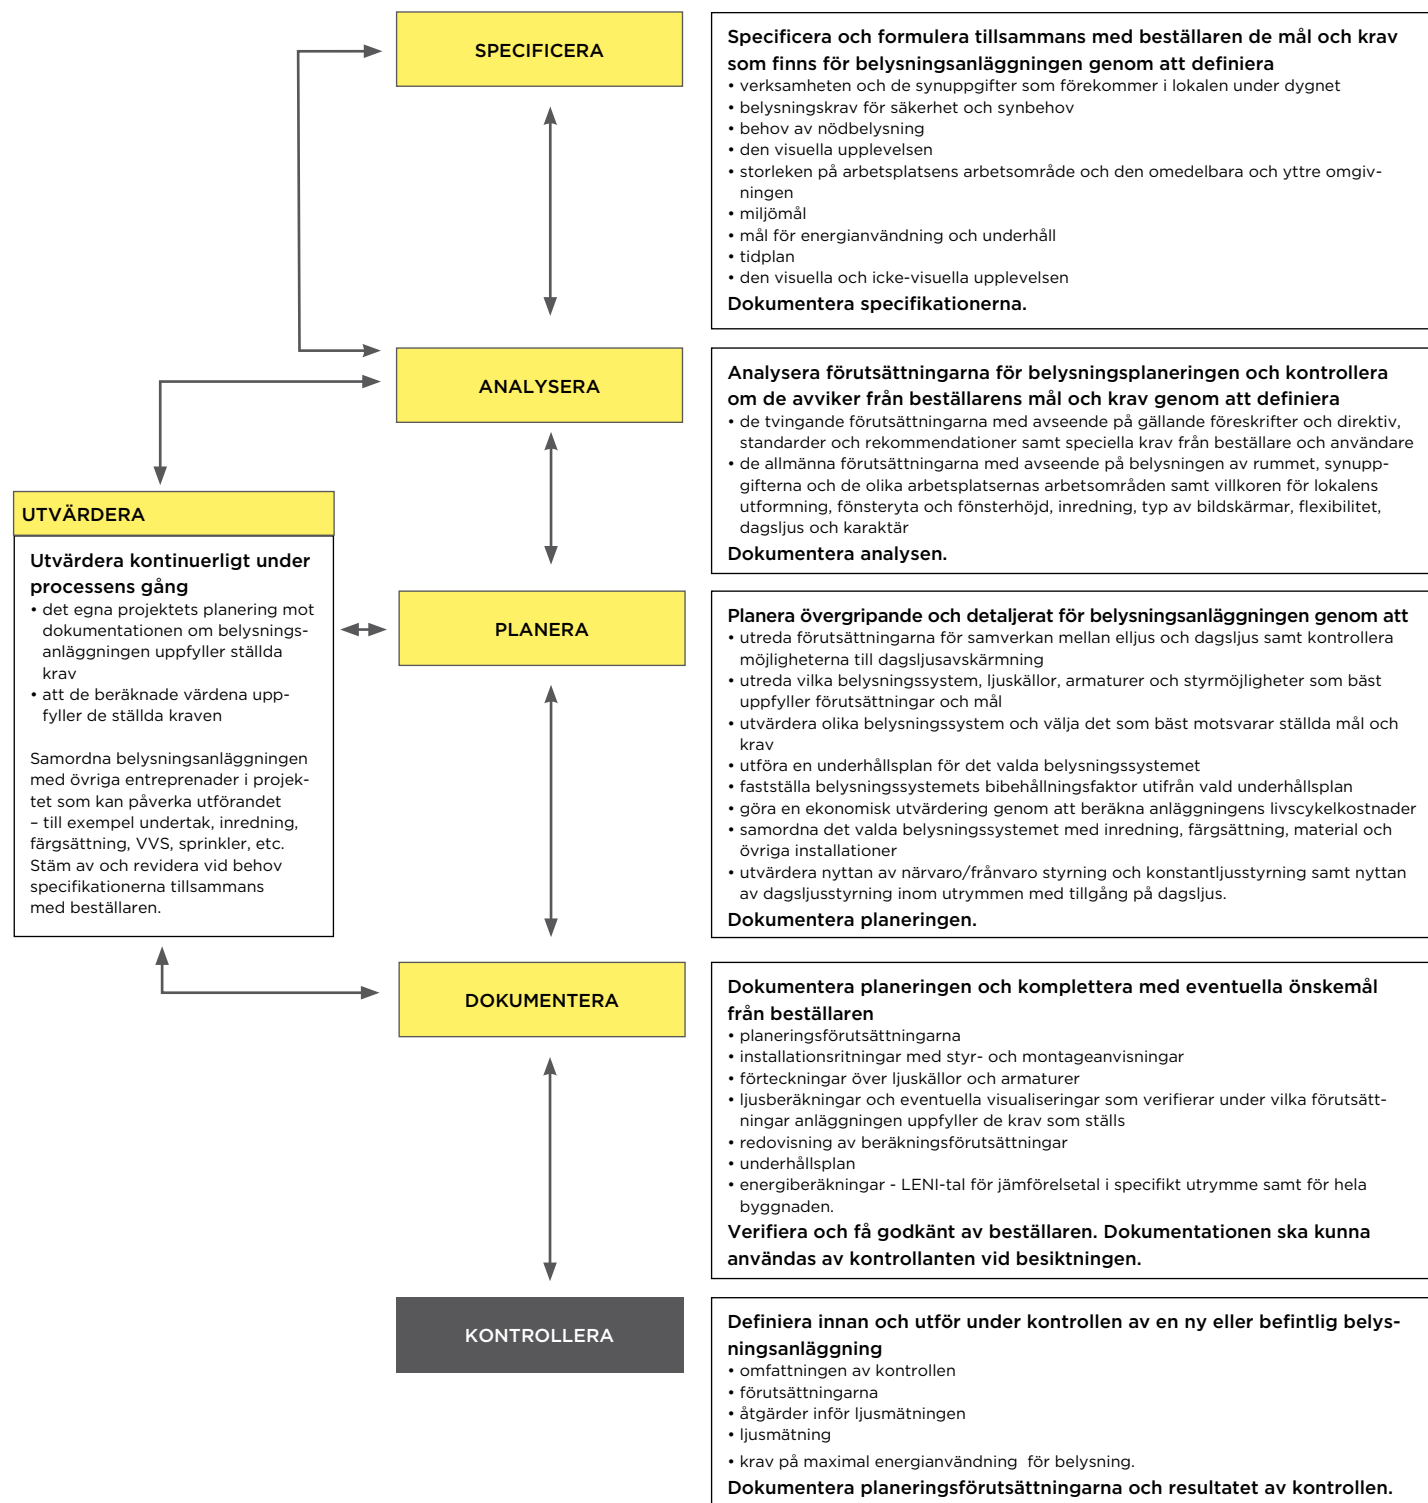 SPECIFICERA
Specificera och formulera tillsammans med beställaren de mål och krav
som finns för belysningsanläggningen genom att definiera
• verksamheten och de synuppgifter som förekommer i lokalen under dygnet
• belysningskrav för säkerhet och synbehov
• behov av nödbelysning
• den visuella upplevelsen
• storleken på arbetsplatsens arbetsområde och den omedelbara och yttre omgiv-
ningen
• miljömål
• mål för energianvändning och underhåll
• tidplan
• den visuella och icke-visuella upplevelsen
Dokumentera specifikationerna.
ANALYSERA
Analysera förutsättningarna för belysningsplaneringen och kontrollera
om de avviker från beställarens mål och krav genom att definiera
• de tvingande förutsättningarna med avseende på gällande föreskrifter och direktiv,
standarder och rekommendationer samt speciella krav från beställare och användare
• de allmänna förutsättningarna med avseende på belysningen av rummet, synupp-
gifterna och de olika arbetsplatsernas arbetsområden samt villkoren för lokalens
utformning, fönsteryta och fönsterhöjd, inredning, typ av bildskärmar, flexibilitet,
dagsljus och karaktär
Dokumentera analysen.
UTVÄRDERA
Utvärdera kontinuerligt under
processens gång
• det egna projektets planering mot
dokumentationen om belysnings-
anläggningen uppfyller ställda
krav
• att de beräknade värdena upp-
fyller de ställda kraven
Samordna belysningsanläggningen
med övriga entreprenader i projek-
tet som kan påverka utförandet
– till exempel undertak, inredning,
färgsättning, VVS, sprinkler, etc.
Stäm av och revidera vid behov
specifikationerna tillsammans
med beställaren.
PLANERA
Planera övergripande och detaljerat för belysningsanläggningen genom att
• utreda förutsättningarna för samverkan mellan elljus och dagsljus samt kontrollera
möjligheterna till dagsljusavskärmning
• utreda vilka belysningssystem, ljuskällor, armaturer och styrmöjligheter som bäst
uppfyller förutsättningar och mål
• utvärdera olika belysningssystem och välja det som bäst motsvarar ställda mål och
krav
• utföra en underhållsplan för det valda belysningssystemet
• fastställa belysningssystemets bibehållningsfaktor utifrån vald underhållsplan
• göra en ekonomisk utvärdering genom att beräkna anläggningens livscykelkostnader
• samordna det valda belysningssystemet med inredning, färgsättning, material och
övriga installationer
• utvärdera nyttan av närvaro/frånvaro styrning och konstantljusstyrning samt nyttan
av dagsljusstyrning inom utrymmen med tillgång på dagsljus.
Dokumentera planeringen.
DOKUMENTERA
Dokumentera planeringen och komplettera med eventuella önskemål
från beställaren
• planeringsförutsättningarna
• installationsritningar med styr- och montageanvisningar
• förteckningar över ljuskällor och armaturer
• ljusberäkningar och eventuella visualiseringar som verifierar under vilka förutsätt-
ningar anläggningen uppfyller de krav som ställs
• redovisning av beräkningsförutsättningar
• underhållsplan
• energiberäkningar - LENI-tal för jämförelsetal i specifikt utrymme samt för hela
byggnaden.
Verifiera och få godkänt av beställaren. Dokumentationen ska kunna
användas av kontrollanten vid besiktningen.
KONTROLLERA
Definiera innan och utför under kontrollen av en ny eller befintlig belys-
ningsanläggning
• omfattningen av kontrollen
• förutsättningarna
• åtgärder inför ljusmätningen
• ljusmätning
• krav på maximal energianvändning för belysning.
Dokumentera planeringsförutsättningarna och resultatet av kontrollen.